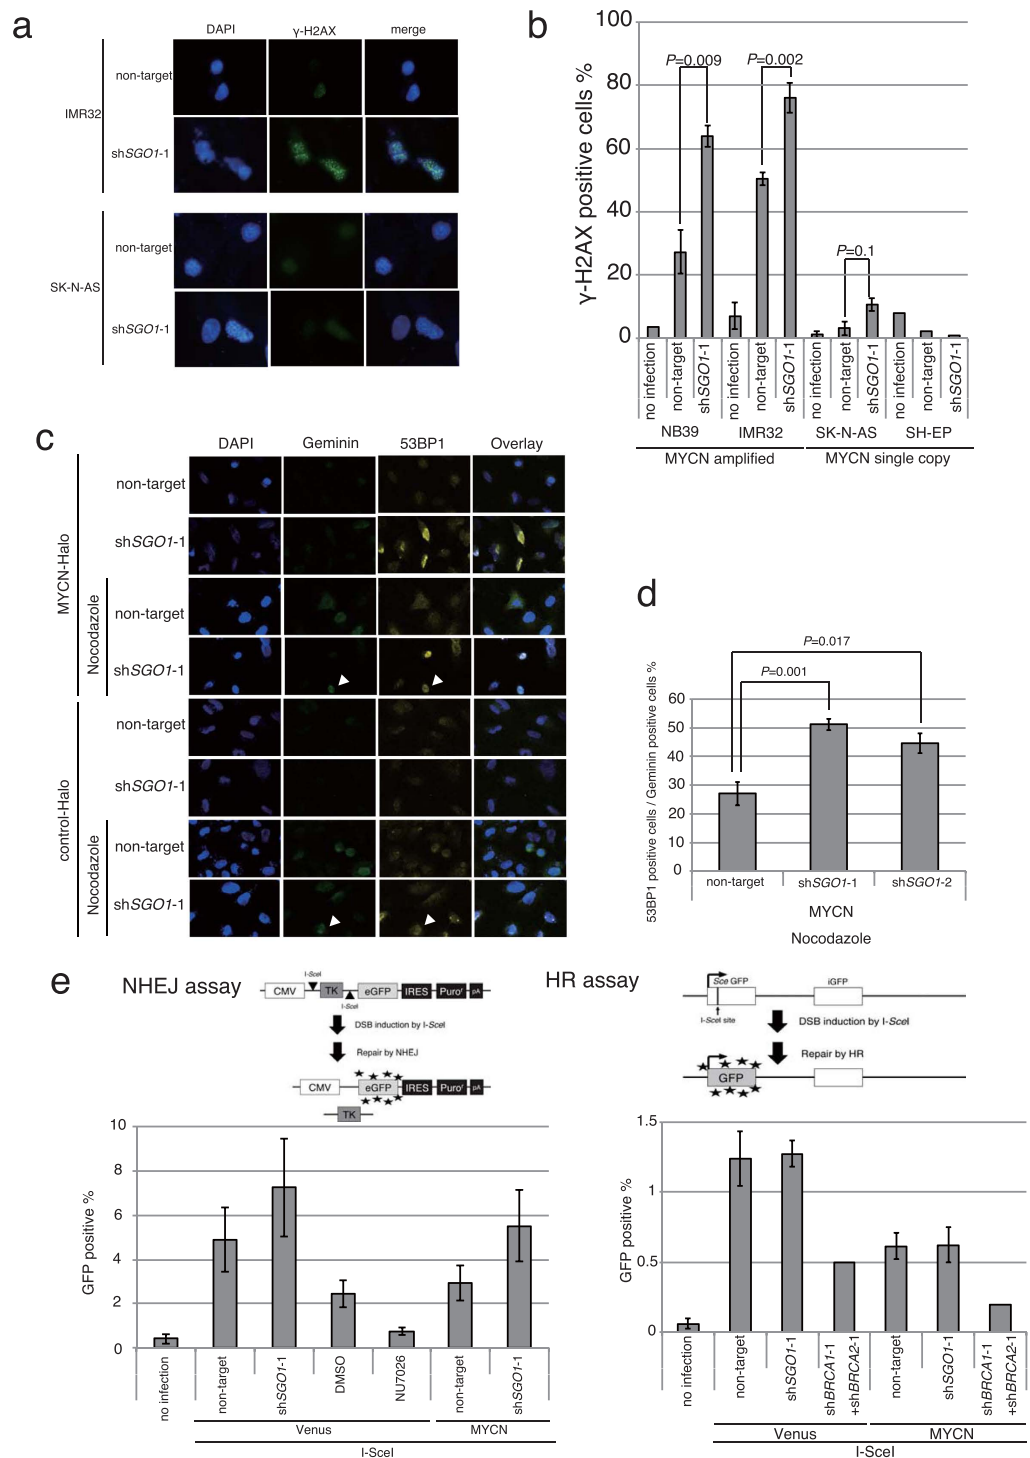 a
DAPI γ-H2AX merge
non-target
IMR32
shSGO1-1
non-target
SK-N-AS
shSGO1-1
b
γ-H2AX positive cells %
100
80
60
40
20
0
P=0.009
P=0.002
P=0.1
no infection non-target shSGO1-1 no infection non-target shSGO1-1 no infection non-target shSGO1-1 no infection non-target shSGO1-1
NB39 IMR32 SK-N-AS SH-EP
MYCN amplified MYCN single copy
c
DAPI Geminin 53BP1 Overlay
MYCN-Halo
non-target
shSGO1-1
Nocodazole
non-target
shSGO1-1
control-Halo
non-target
shSGO1-1
Nocodazole
non-target
shSGO1-1
d
53BP1 positive cells / Geminin positive cells %
P=0.017
P=0.001
60
50
40
30
20
10
0
non-target shSGO1-1 shSGO1-2
MYCN
Nocodazole
e
NHEJ assay
I-SceI
CMV TK eGFP IRES Puroʳ pA
I-SceI
DSB induction by I-SceI
Repair by NHEJ
CMV eGFP IRES Puroʳ pA
TK
GFP positive %
10
8
6
4
2
0
no infection non-target shSGO1-1 DMSO NU7026 non-target shSGO1-1
Venus MYCN
I-SceI
HR assay
Sce GFP iGFP
I-SceI site
DSB induction by I-SceI
Repair by HR
GFP
GFP positive %
1.5
1
0.5
0
no infection non-target shSGO1-1 shBRCA1-1 +shBRCA2-1 non-target shSGO1-1 shBRCA1-1 +shBRCA2-1
Venus MYCN
I-SceI